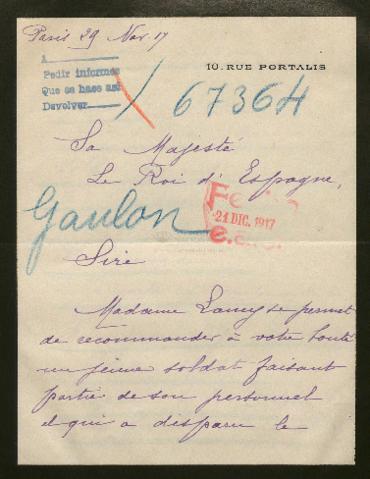 Paris 29 Nov. 17
10, RUE PORTALIS
A
Pedir informes
Que se hace así
Devolver
67364
Sa Majesté
Le Roi d'Espagne,
Gaulon
21 DIC. 1917
Sire
Madame Lamy se permet
de recommander à votre bonté
un jeune soldat faisant
partie de son personnel
et qui a disparu le